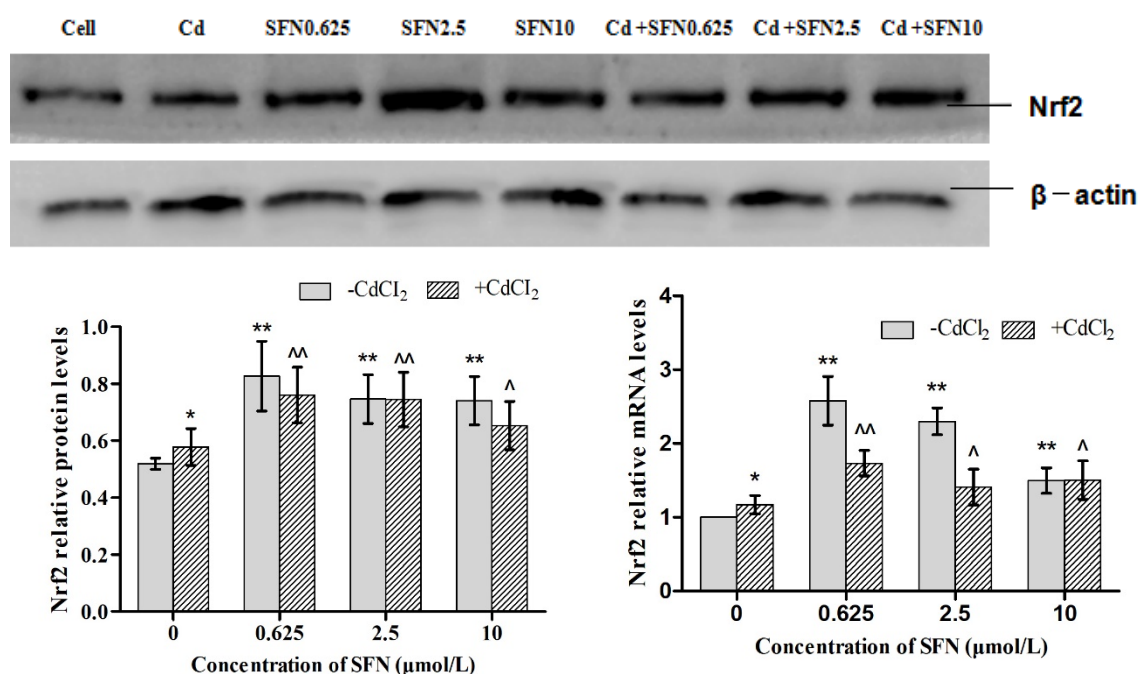 Cell Cd SFN0.625 SFN2.5 SFN10 Cd+SFN0.625 Cd+SFN2.5 Cd+SFN10
Nrf2
β－actin
-CdCI₂ +CdCI₂
Nrf2 relative protein levels
1.0
0.8
0.6
0.4
0.2
0.0
** ^^ ** ^^ ** ^
*
0 0.625 2.5 10
Concentration of SFN (μmol/L)
-CdCl₂ +CdCl₂
Nrf2 relative mRNA levels
4
3
2
1
0
** ** ^^ ^ ** ^
*
0 0.625 2.5 10
Concentration of SFN (μmol/L)